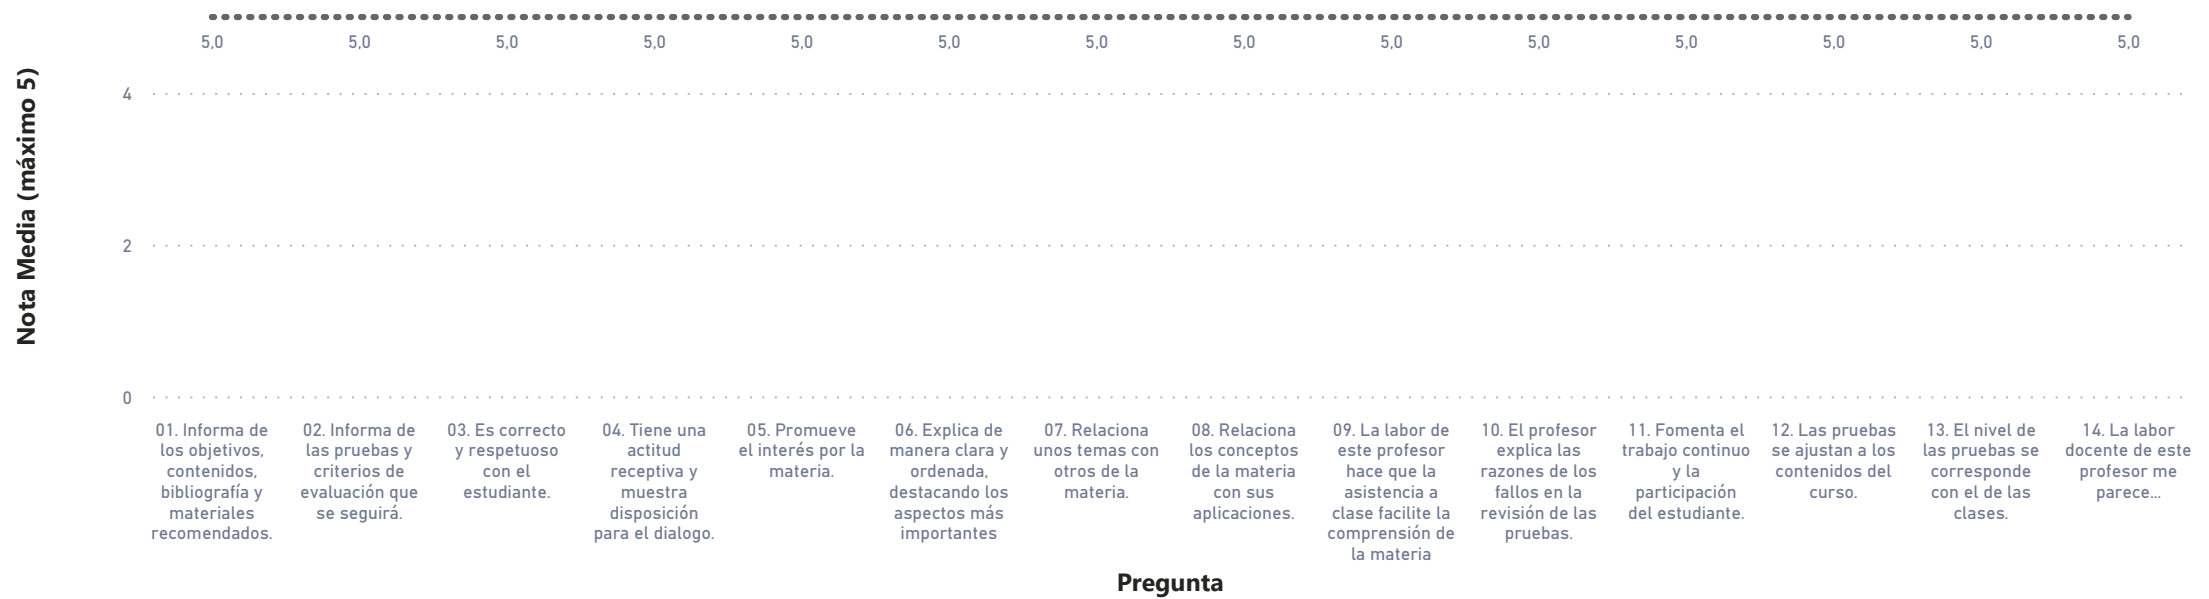 5,0 5,0 5,0 5,0 5,0 5,0 5,0 5,0 5,0 5,0 5,0 5,0 5,0 5,0
Nota Media (máximo 5)
4
2
0
01. Informa de
los objetivos,
contenidos,
bibliografía y
materiales
recomendados.
02. Informa de
las pruebas y
criterios de
evaluación que
se seguirá.
03. Es correcto
y respetuoso
con el
estudiante.
04. Tiene una
actitud
receptiva y
muestra
disposición
para el dialogo.
05. Promueve
el interés por la
materia.
06. Explica de
manera clara y
ordenada,
destacando los
aspectos más
importantes
07. Relaciona
unos temas con
otros de la
materia.
08. Relaciona
los conceptos
de la materia
con sus
aplicaciones.
09. La labor de
este profesor
hace que la
asistencia a
clase facilite la
comprensión de
la materia
10. El profesor
explica las
razones de los
fallos en la
revisión de las
pruebas.
11. Fomenta el
trabajo continuo
y la
participación
del estudiante.
12. Las pruebas
se ajustan a los
contenidos del
curso.
13. El nivel de
las pruebas se
corresponde
con el de las
clases.
14. La labor
docente de este
profesor me
parece...
Pregunta